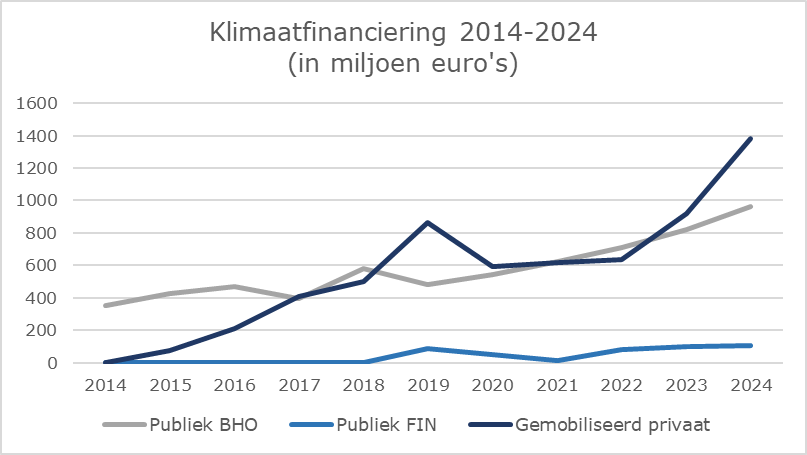 Klimaatfinanciering 2014-2024
(in miljoen euro's)
1600
1400
1200
1000
800
600
400
200
0
2014 2015 2016 2017 2018 2019 2020 2021 2022 2023 2024
Publiek BHO Publiek FIN Gemobiliseerd privaat